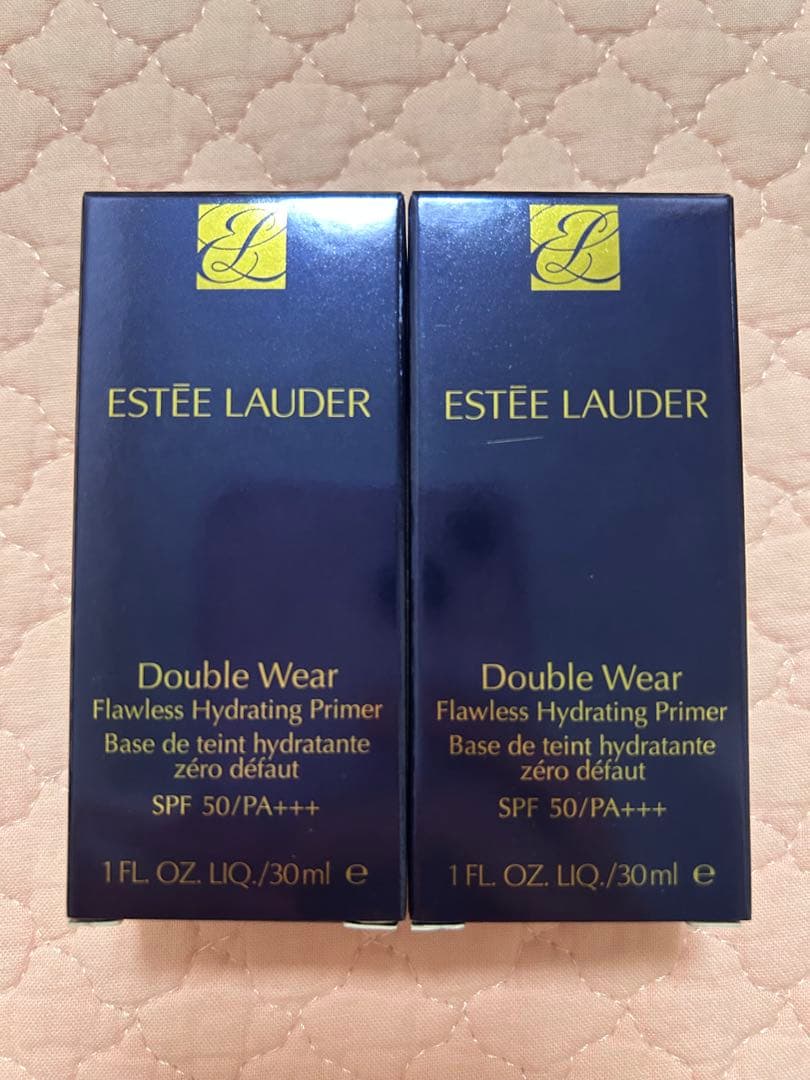 ESTĒE LAUDER
Double Wear
Flawless Hydrating Primer
Base de teint hydratante
zéro défaut
SPF 50/PA+++
1 FL. OZ. LIQ./30ml e
ESTĒE LAUDER
Double Wear
Flawless Hydrating Primer
Base de teint hydratante
zéro défaut
SPF 50/PA+++
1 FL. OZ. LIQ./30ml e